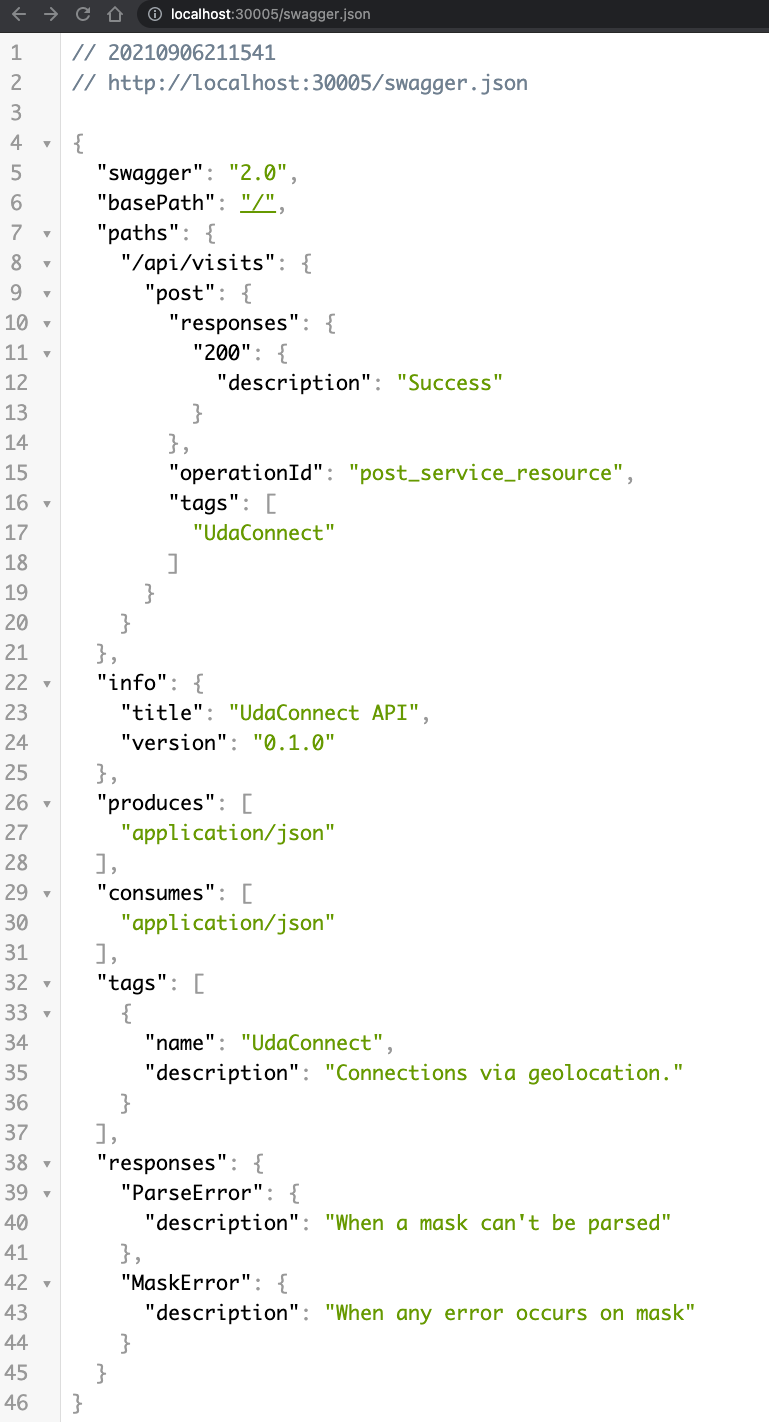 localhost:30005/swagger.json
1 // 20210906211541
2 // http://localhost:30005/swagger.json
3
4 {
5 "swagger": "2.0",
6 "basePath": "/",
7 "paths": {
8 "/api/visits": {
9 "post": {
10 "responses": {
11 "200": {
12 "description": "Success"
13 }
14 },
15 "operationId": "post_service_resource",
16 "tags": [
17 "UdaConnect"
18 ]
19 }
20 }
21 },
22 "info": {
23 "title": "UdaConnect API",
24 "version": "0.1.0"
25 },
26 "produces": [
27 "application/json"
28 ],
29 "consumes": [
30 "application/json"
31 ],
32 "tags": [
33 {
34 "name": "UdaConnect",
35 "description": "Connections via geolocation."
36 }
37 ],
38 "responses": {
39 "ParseError": {
40 "description": "When a mask can't be parsed"
41 },
42 "MaskError": {
43 "description": "When any error occurs on mask"
44 }
45 }
46 }